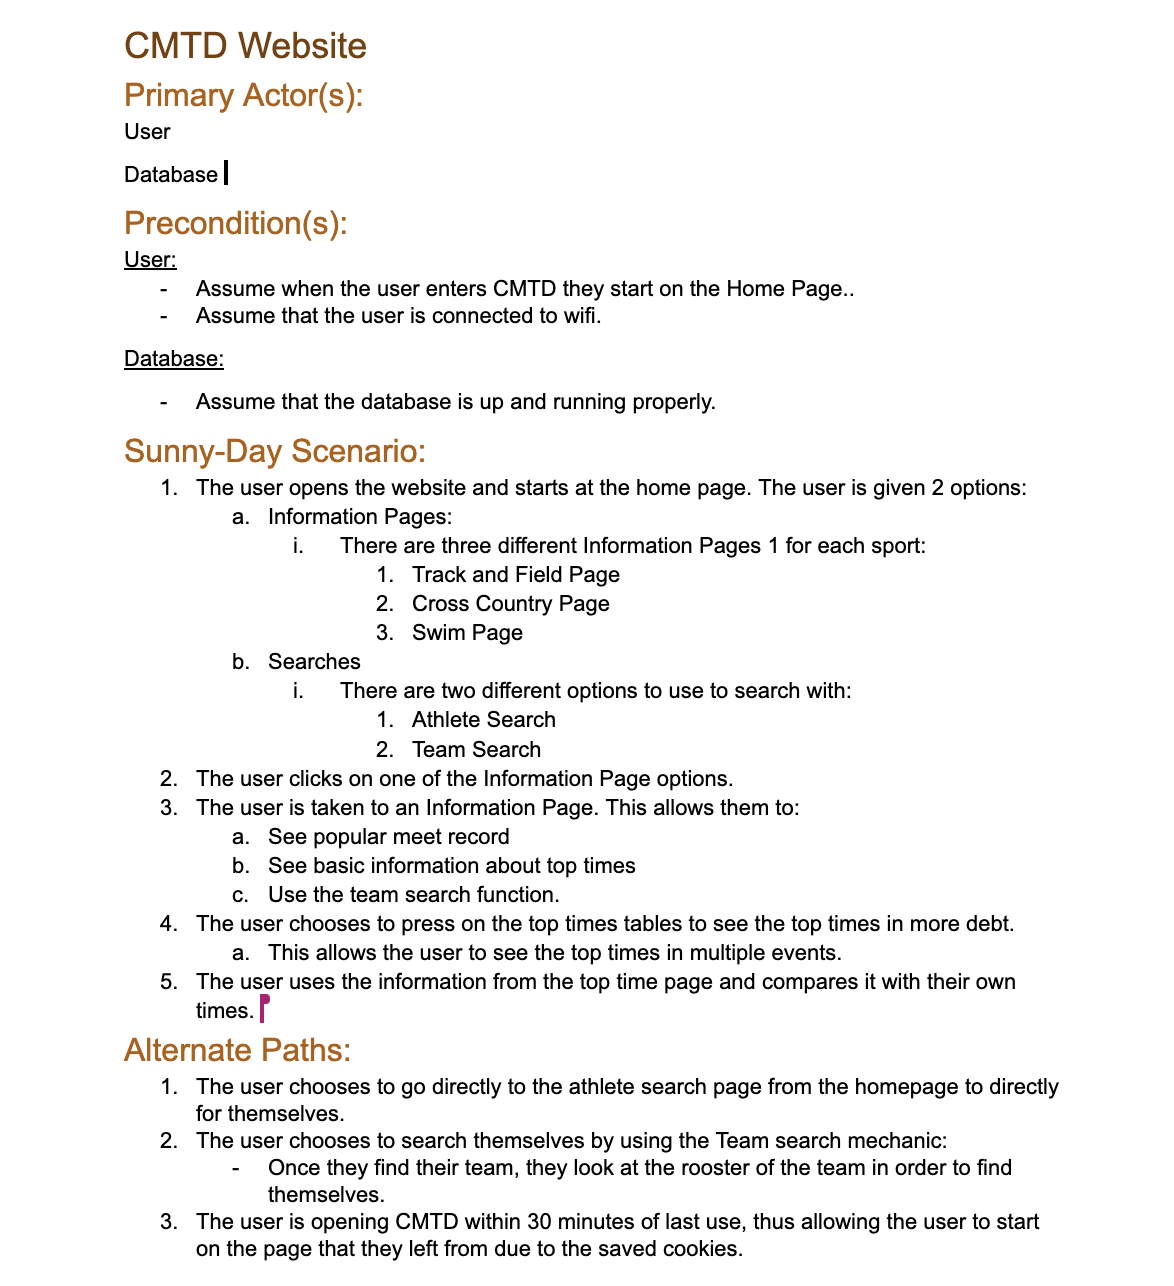 CMTD Website
Primary Actor(s):
User
Database
Precondition(s):
User:
- Assume when the user enters CMTD they start on the Home Page..
- Assume that the user is connected to wifi.
Database:
- Assume that the database is up and running properly.
Sunny-Day Scenario:
1. The user opens the website and starts at the home page. The user is given 2 options:
a. Information Pages:
i. There are three different Information Pages 1 for each sport:
1. Track and Field Page
2. Cross Country Page
3. Swim Page
b. Searches
i. There are two different options to use to search with:
1. Athlete Search
2. Team Search
2. The user clicks on one of the Information Page options.
3. The user is taken to an Information Page. This allows them to:
a. See popular meet record
b. See basic information about top times
c. Use the team search function.
4. The user chooses to press on the top times tables to see the top times in more debt.
a. This allows the user to see the top times in multiple events.
5. The user uses the information from the top time page and compares it with their own
times.
Alternate Paths:
1. The user chooses to go directly to the athlete search page from the homepage to directly
for themselves.
2. The user chooses to search themselves by using the Team search mechanic:
- Once they find their team, they look at the rooster of the team in order to find
themselves.
3. The user is opening CMTD within 30 minutes of last use, thus allowing the user to start
on the page that they left from due to the saved cookies.